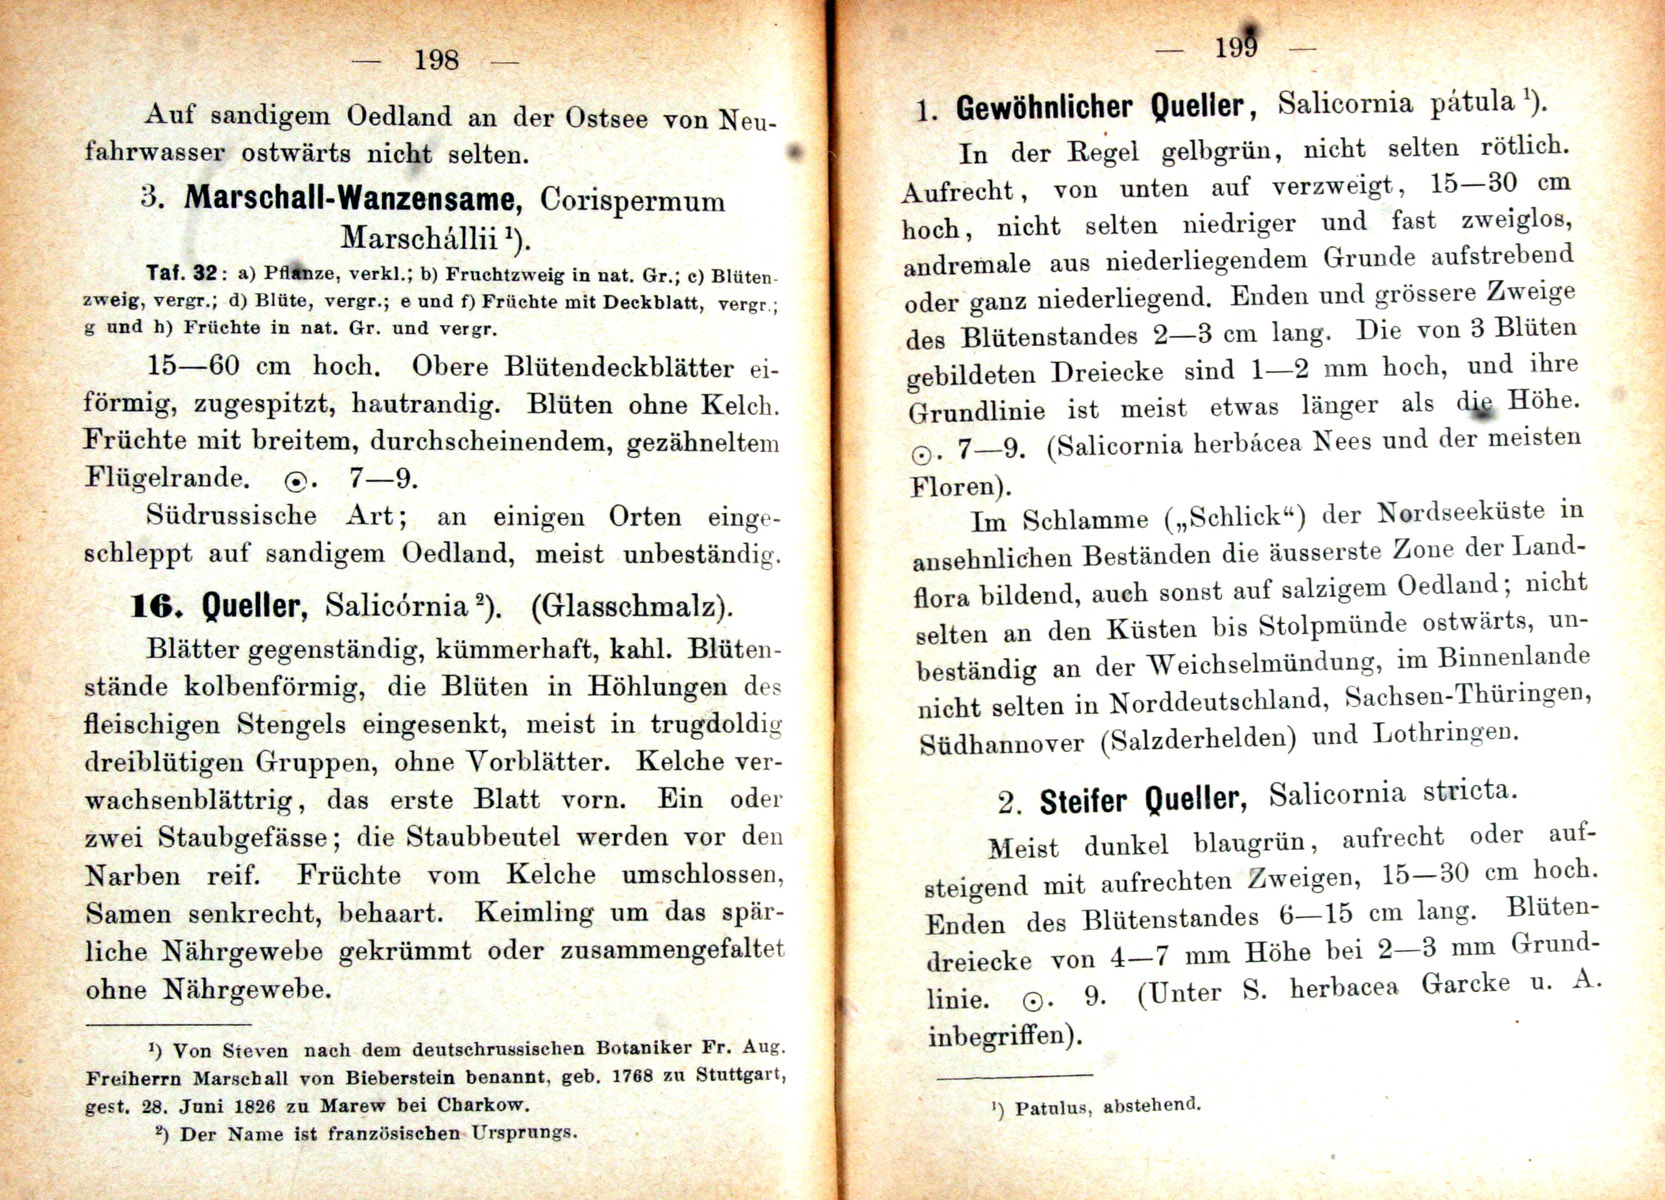 — 198 —
Auf sandigem Oedland an der Ostsee von Neu-
fahrwasser ostwärts nicht selten.
3. Marschall-Wanzensame, Corispermum
Marschállii ¹).
Taf. 32: a) Pflanze, verkl.; b) Fruchtzweig in nat. Gr.; c) Blüten-
zweig, vergr.; d) Blüte, vergr.; e und f) Früchte mit Deckblatt, vergr.;
g und h) Früchte in nat. Gr. und vergr.
15—60 cm hoch. Obere Blütendeckblätter ei-
förmig, zugespitzt, hautrandig. Blüten ohne Kelch.
Früchte mit breitem, durchscheinendem, gezähneltem
Flügelrande. ☉. 7—9.
Südrussische Art; an einigen Orten einge-
schleppt auf sandigem Oedland, meist unbeständig.
16. Queller, Salicórnia ²). (Glasschmalz).
Blätter gegenständig, kümmerhaft, kahl. Blüten-
stände kolbenförmig, die Blüten in Höhlungen des
fleischigen Stengels eingesenkt, meist in trugdoldig
dreiblütigen Gruppen, ohne Vorblätter. Kelche ver-
wachsenblättrig, das erste Blatt vorn. Ein oder
zwei Staubgefässe; die Staubbeutel werden vor den
Narben reif. Früchte vom Kelche umschlossen,
Samen senkrecht, behaart. Keimling um das spär-
liche Nährgewebe gekrümmt oder zusammengefaltet
ohne Nährgewebe.
¹) Von Steven nach dem deutschrussischen Botaniker Fr. Aug.
Freiherrn Marschall von Bieberstein benannt, geb. 1768 zu Stuttgart,
gest. 28. Juni 1826 zu Marew bei Charkow.
²) Der Name ist französischen Ursprungs.
— 199 —
1. Gewöhnlicher Queller, Salicornia pátula ¹).
In der Regel gelbgrün, nicht selten rötlich.
Aufrecht, von unten auf verzweigt, 15—30 cm
hoch, nicht selten niedriger und fast zweiglos,
andremale aus niederliegendem Grunde aufstrebend
oder ganz niederliegend. Enden und grössere Zweige
des Blütenstandes 2—3 cm lang. Die von 3 Blüten
gebildeten Dreiecke sind 1—2 mm hoch, und ihre
Grundlinie ist meist etwas länger als die Höhe.
☉. 7—9. (Salicornia herbácea Nees und der meisten
Floren).
Im Schlamme („Schlick“) der Nordseeküste in
ansehnlichen Beständen die äusserste Zone der Land-
flora bildend, auch sonst auf salzigem Oedland; nicht
selten an den Küsten bis Stolpmünde ostwärts, un-
beständig an der Weichselmündung, im Binnenlande
nicht selten in Norddeutschland, Sachsen-Thüringen,
Südhannover (Salzderhelden) und Lothringen.
2. Steifer Queller, Salicornia stricta.
Meist dunkel blaugrün, aufrecht oder auf-
steigend mit aufrechten Zweigen, 15—30 cm hoch.
Enden des Blütenstandes 6—15 cm lang. Blüten-
dreiecke von 4—7 mm Höhe bei 2—3 mm Grund-
linie. ☉. 9. (Unter S. herbacea Garcke u. A.
inbegriffen).
¹) Patulus, abstehend.